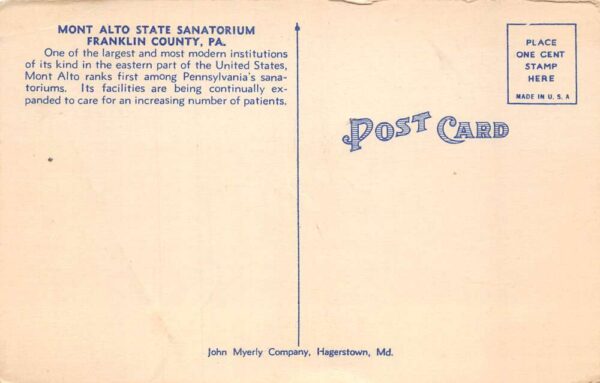 MONT ALTO STATE SANATORIUM
FRANKLIN COUNTY, PA.
One of the largest and most modern institutions
of its kind in the eastern part of the United States,
Mont Alto ranks first among Pennsylvania's sana-
toriums. Its facilities are being continually ex-
panded to care for an increasing number of patients.
PLACE
ONE CENT
STAMP
HERE
MADE IN U. S. A
POST CARD
John Myerly Company, Hagerstown, Md.